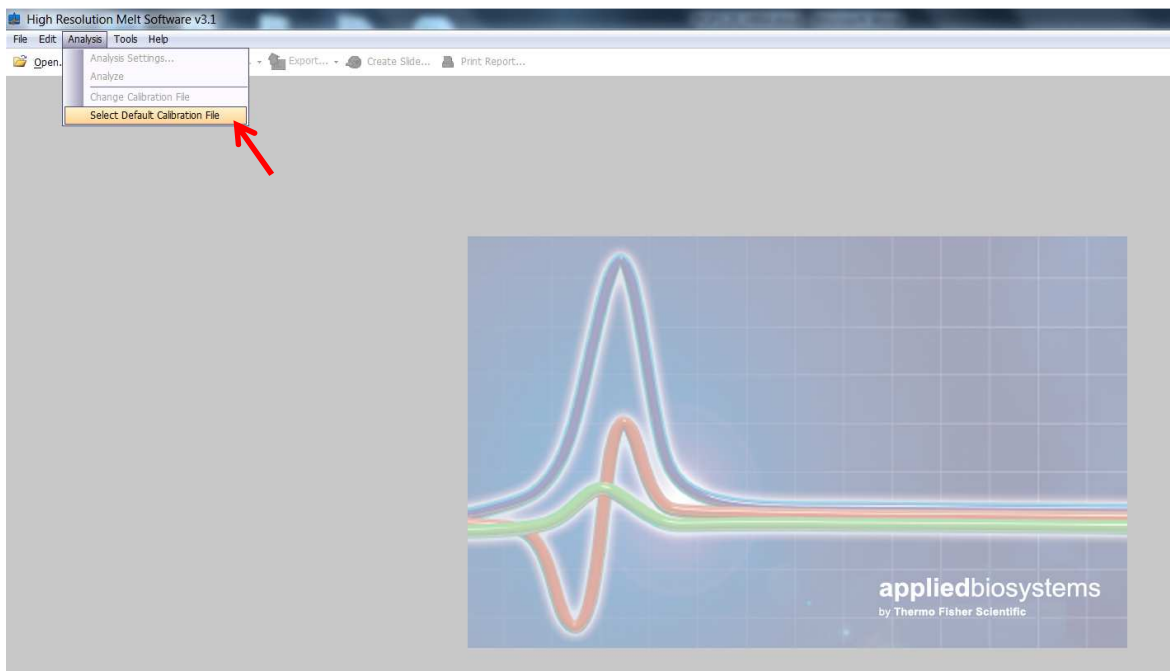 High Resolution Melt Software v3.1
File Edit Analysis Tools Help
Open. Export... Create Slide... Print Report...
Analysis Settings...
Analyze
Change Calibration File
Select Default Calibration File
appliedbiosystems
by Thermo Fisher Scientific